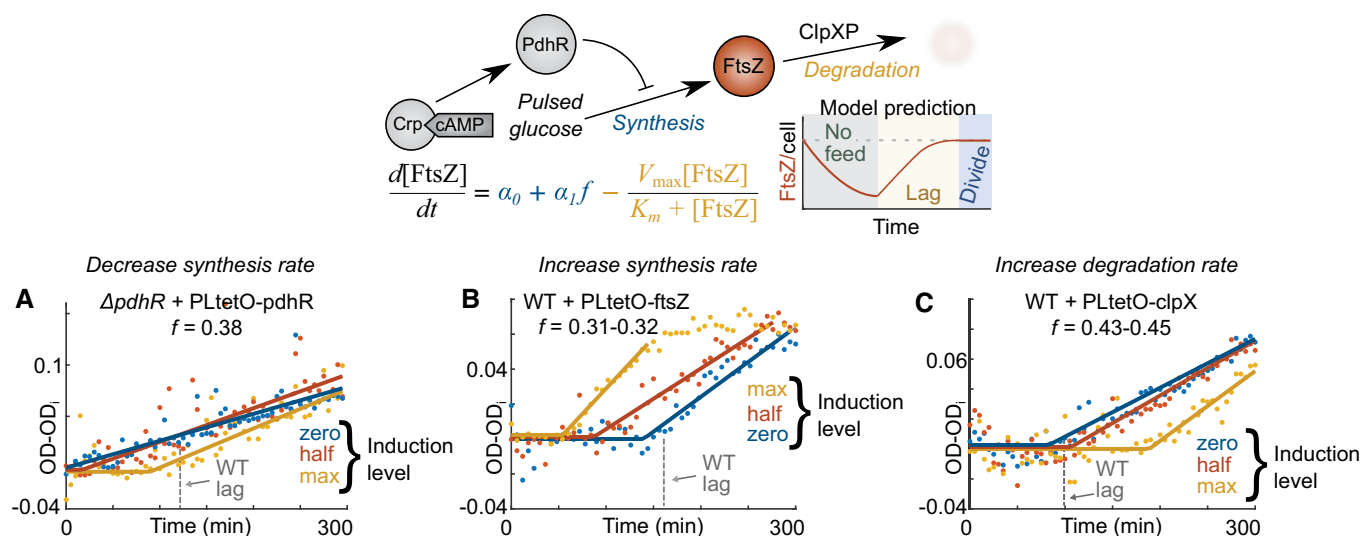 PdhR
Crp
cAMP
Pulsed
glucose
Synthesis
FtsZ
ClpXP
Degradation
d[FtsZ]/dt = α₀ + α₁f − Vmax[FtsZ]/(Km + [FtsZ])
Model prediction
FtsZ/cell
No
feed
Lag
Divide
Time
Decrease synthesis rate
A
ΔpdhR + PLtetO-pdhR
f = 0.38
0.1
OD-ODi
-0.04
zero
half
max
Induction
level
WT
lag
0
Time (min)
300
Increase synthesis rate
B
WT + PLtetO-ftsZ
f = 0.31-0.32
0.04
OD-ODi
-0.04
max
half
zero
Induction
level
WT
lag
0
Time (min)
300
Increase degradation rate
C
WT + PLtetO-clpX
f = 0.43-0.45
0.06
OD-ODi
-0.04
zero
half
max
Induction
level
WT
lag
0
Time (min)
300